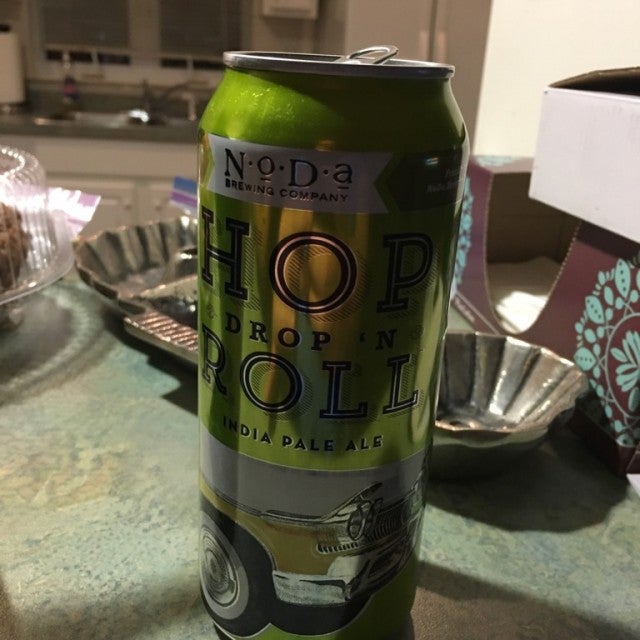 N·o·D·a
BREWING COMPANY
HOP
DROP 'N
ROLL
INDIA PALE ALE